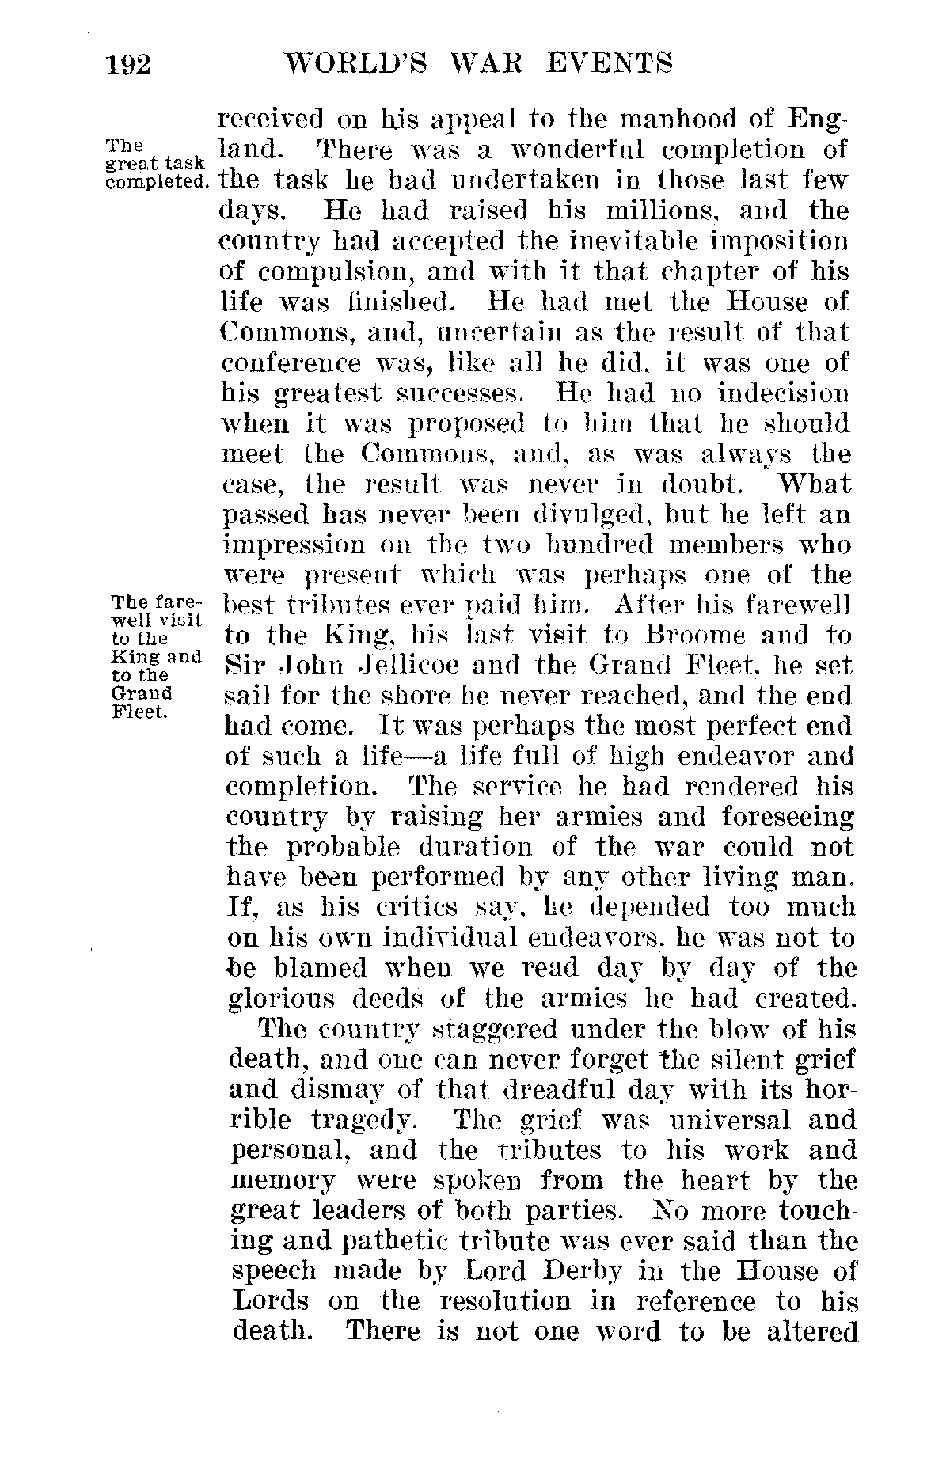 192 WORLD'S WAR EVENTS
received on his appeal to the manhood of Eng-
The
great task
completed.
land. There was a wonderful completion of
the task he had undertaken in those last few
days. He had raised his millions, and the
country had accepted the inevitable imposition
of compulsion, and with it that chapter of his
life was finished. He had met the House of
Commons, and, uncertain as the result of that
conference was, like all he did, it was one of
his greatest successes. He had no indecision
when it was proposed to him that he should
meet the Commons, and, as was always the
case, the result was never in doubt. What
passed has never been divulged, but he left an
impression on the two hundred members who
were present which was perhaps one of the
The fare-
well visit
to the
King and
to the
Grand
Fleet.
best tributes ever paid him. After his farewell
to the King, his last visit to Broome and to
Sir John Jellicoe and the Grand Fleet, he set
sail for the shore he never reached, and the end
had come. It was perhaps the most perfect end
of such a life—a life full of high endeavor and
completion. The service he had rendered his
country by raising her armies and foreseeing
the probable duration of the war could not
have been performed by any other living man.
If, as his critics say, he depended too much
on his own individual endeavors, he was not to
be blamed when we read day by day of the
glorious deeds of the armies he had created.
The country staggered under the blow of his
death, and one can never forget the silent grief
and dismay of that dreadful day with its hor-
rible tragedy. The grief was universal and
personal, and the tributes to his work and
memory were spoken from the heart by the
great leaders of both parties. No more touch-
ing and pathetic tribute was ever said than the
speech made by Lord Derby in the House of
Lords on the resolution in reference to his
death. There is not one word to be altered